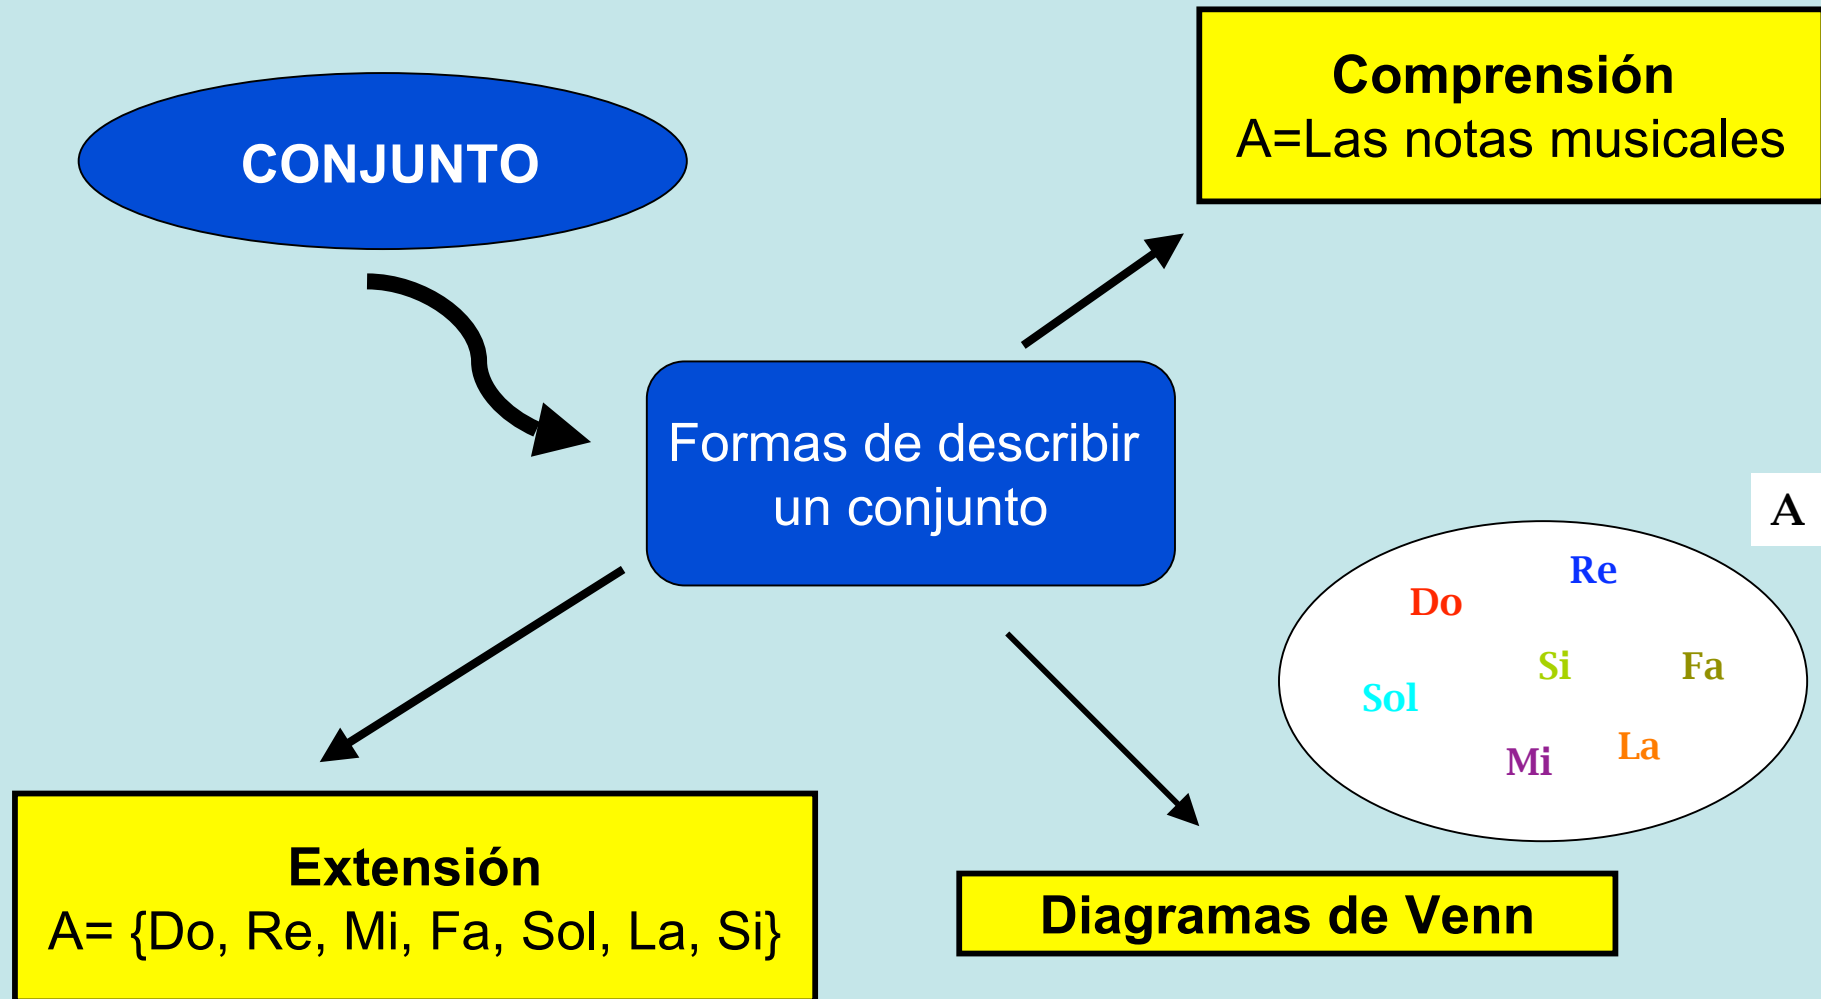 CONJUNTO
Comprensión
A=Las notas musicales
Formas de describir
un conjunto
A
Re
Do
Si
Fa
Sol
La
Mi
Extensión
A= {Do, Re, Mi, Fa, Sol, La, Si}
Diagramas de Venn